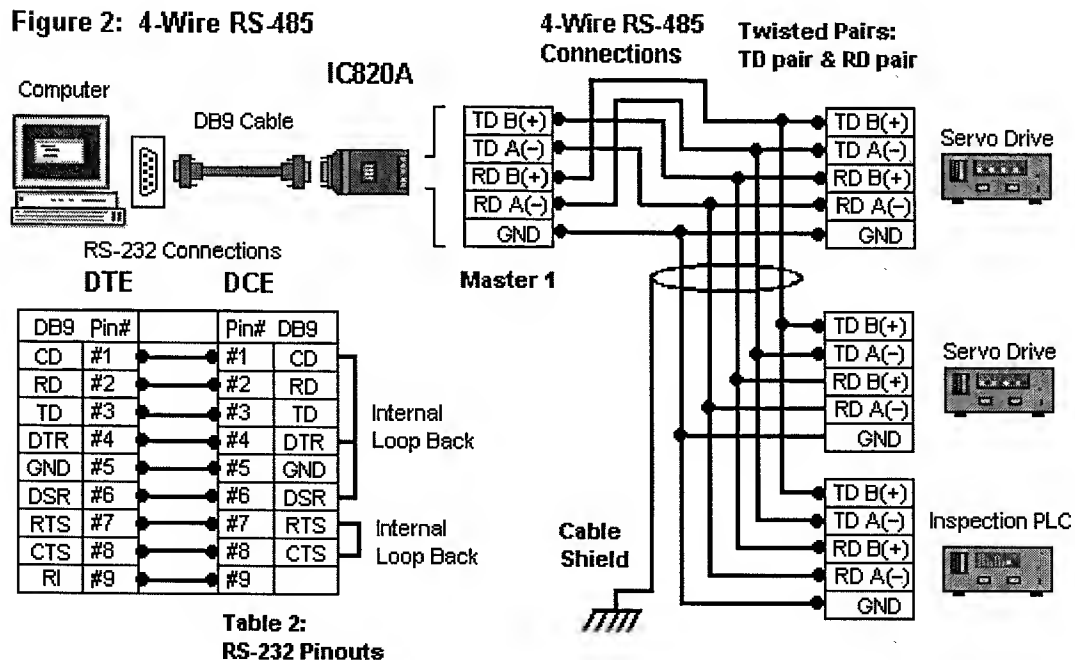 Figure 2: 4-Wire RS-485
4-Wire RS-485
Connections
Twisted Pairs:
TD pair & RD pair
Computer
DB9 Cable
IC820A
TD B(+)
TD A(-)
RD B(+)
RD A(-)
GND
Master 1
TD B(+)
TD A(-)
RD B(+)
RD A(-)
GND
Servo Drive
RS-232 Connections
DTE DCE
DB9 Pin# Pin# DB9
CD #1 #1 CD
RD #2 #2 RD
TD #3 #3 TD
DTR #4 #4 DTR
GND #5 #5 GND
DSR #6 #6 DSR
RTS #7 #7 RTS
CTS #8 #8 CTS
RI #9 #9
Internal
Loop Back
Internal
Loop Back
Table 2:
RS-232 Pinouts
TD B(+)
TD A(-)
RD B(+)
RD A(-)
GND
Servo Drive
TD B(+)
TD A(-)
RD B(+)
RD A(-)
GND
Inspection PLC
Cable
Shield